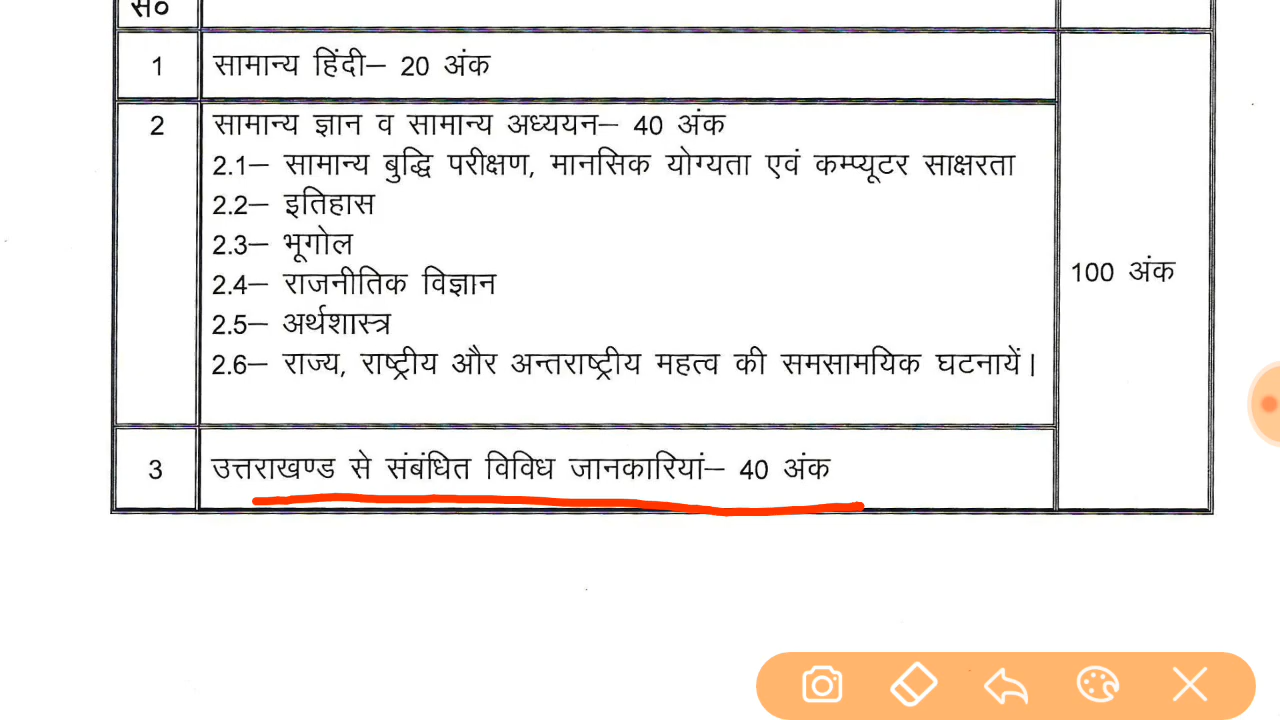 सं०
1 सामान्य हिंदी— 20 अंक
2 सामान्य ज्ञान व सामान्य अध्ययन— 40 अंक
2.1— सामान्य बुद्धि परीक्षण, मानसिक योग्यता एवं कम्प्यूटर साक्षरता
2.2— इतिहास
2.3— भूगोल
2.4— राजनीतिक विज्ञान
2.5— अर्थशास्त्र
2.6— राज्य, राष्ट्रीय और अन्तराष्ट्रीय महत्व की समसामयिक घटनायें।
100 अंक
3 उत्तराखण्ड से संबंधित विविध जानकारियां— 40 अंक